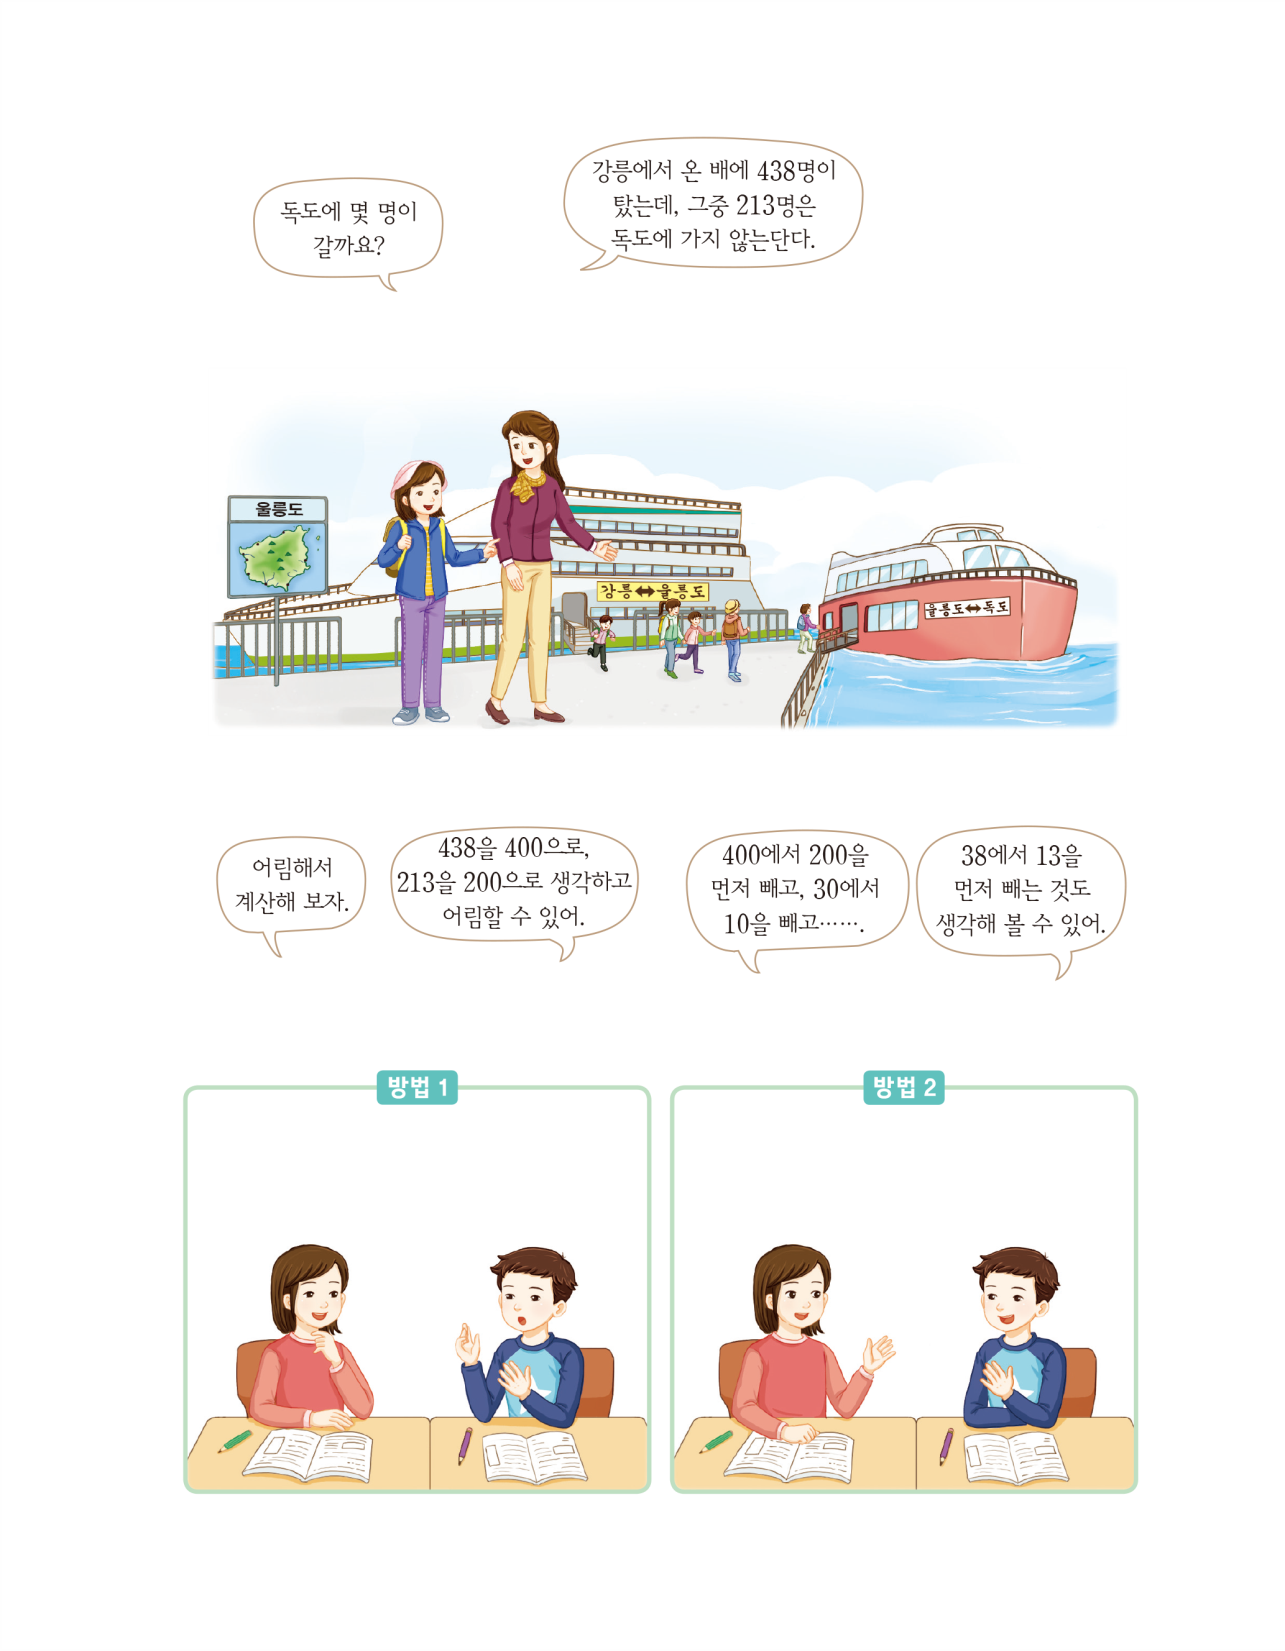 독도에 몇 명이
갈까요?
강릉에서 온 배에 438명이
탔는데, 그중 213명은
독도에 가지 않는단다.
울릉도
강릉↔울릉도
울릉도↔독도
어림해서
계산해 보자.
438을 400으로,
213을 200으로 생각하고
어림할 수 있어.
400에서 200을
먼저 빼고, 30에서
10을 빼고…….
38에서 13을
먼저 빼는 것도
생각해 볼 수 있어.
방법 1
방법 2